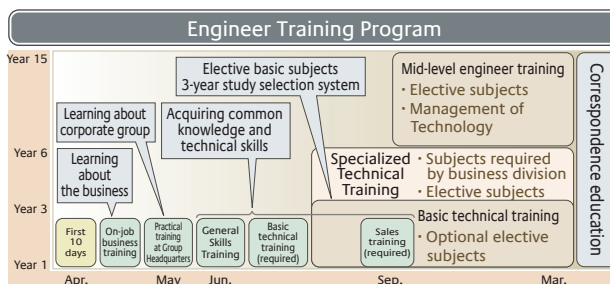 Engineer Training Program
Year 15
Year 6
Year 3
Year 1
Elective basic subjects
3-year study selection system
Learning about
corporate group
Acquiring common
knowledge and
technical skills
Learning
about
the business
Mid-level engineer training
・Elective subjects
・Management of
Technology
Specialized
Technical
Training
・Subjects required
by business division
・Elective subjects
Basic technical training
・Optional elective
subjects
First
10
days
On-job
business
training
Practical
training
at Group
Headquarters
General
Skills
Training
Basic
technical
training
(required)
Sales
training
(required)
Correspondence education
Apr.
May
Jun.
Sep.
Mar.